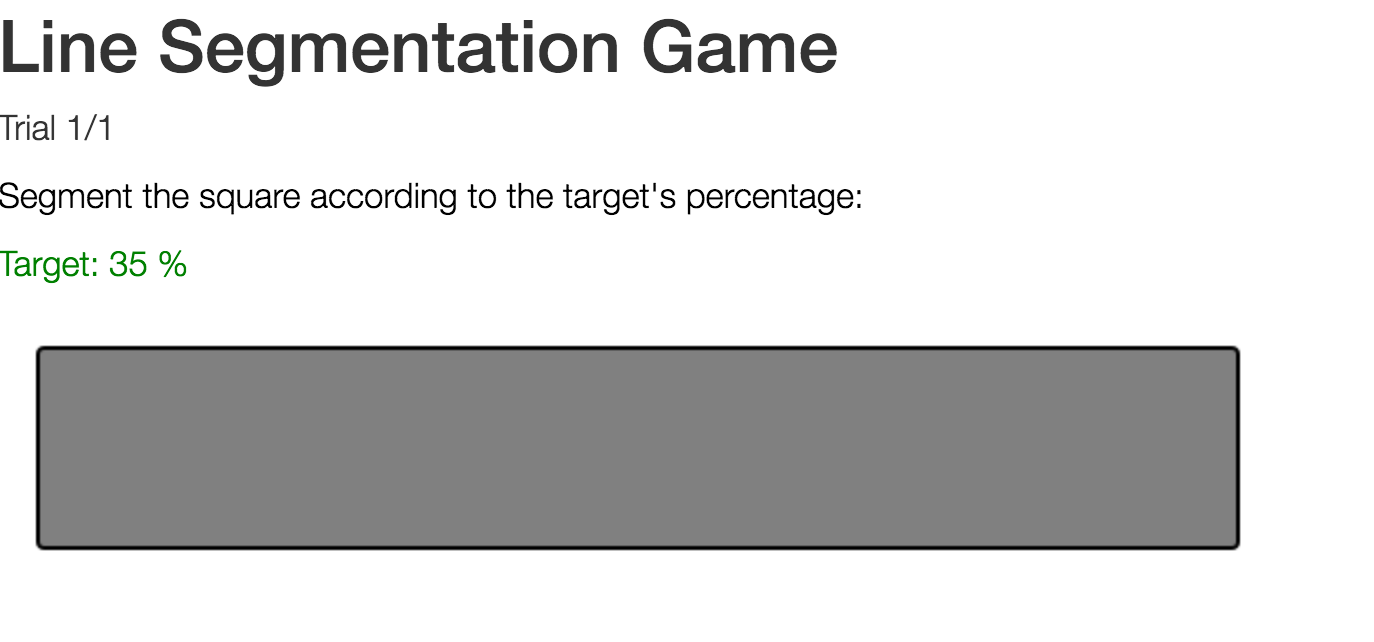 Line Segmentation Game
Trial 1/1
Segment the square according to the target's percentage:
Target: 35 %